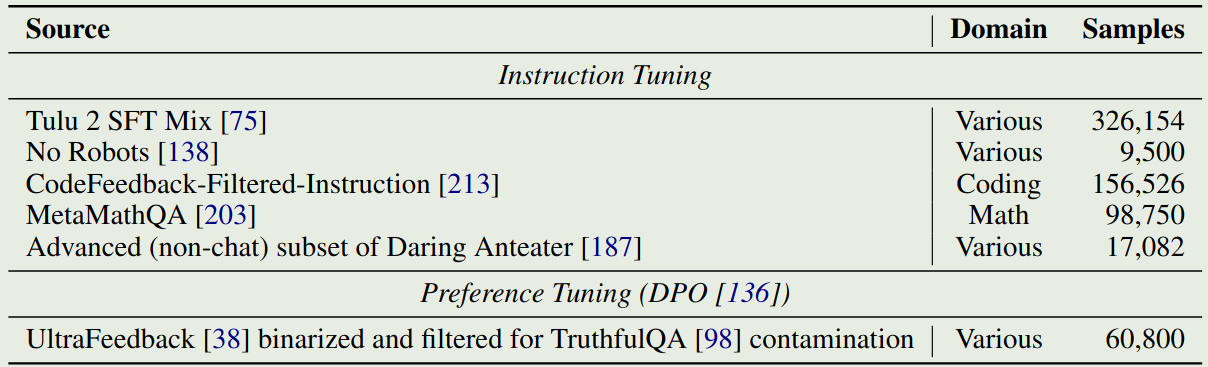 Source Domain Samples
Instruction Tuning
Tulu 2 SFT Mix [75] Various 326,154
No Robots [138] Various 9,500
CodeFeedback-Filtered-Instruction [213] Coding 156,526
MetaMathQA [203] Math 98,750
Advanced (non-chat) subset of Daring Anteater [187] Various 17,082
Preference Tuning (DPO [136])
UltraFeedback [38] binarized and filtered for TruthfulQA [98] contamination Various 60,800